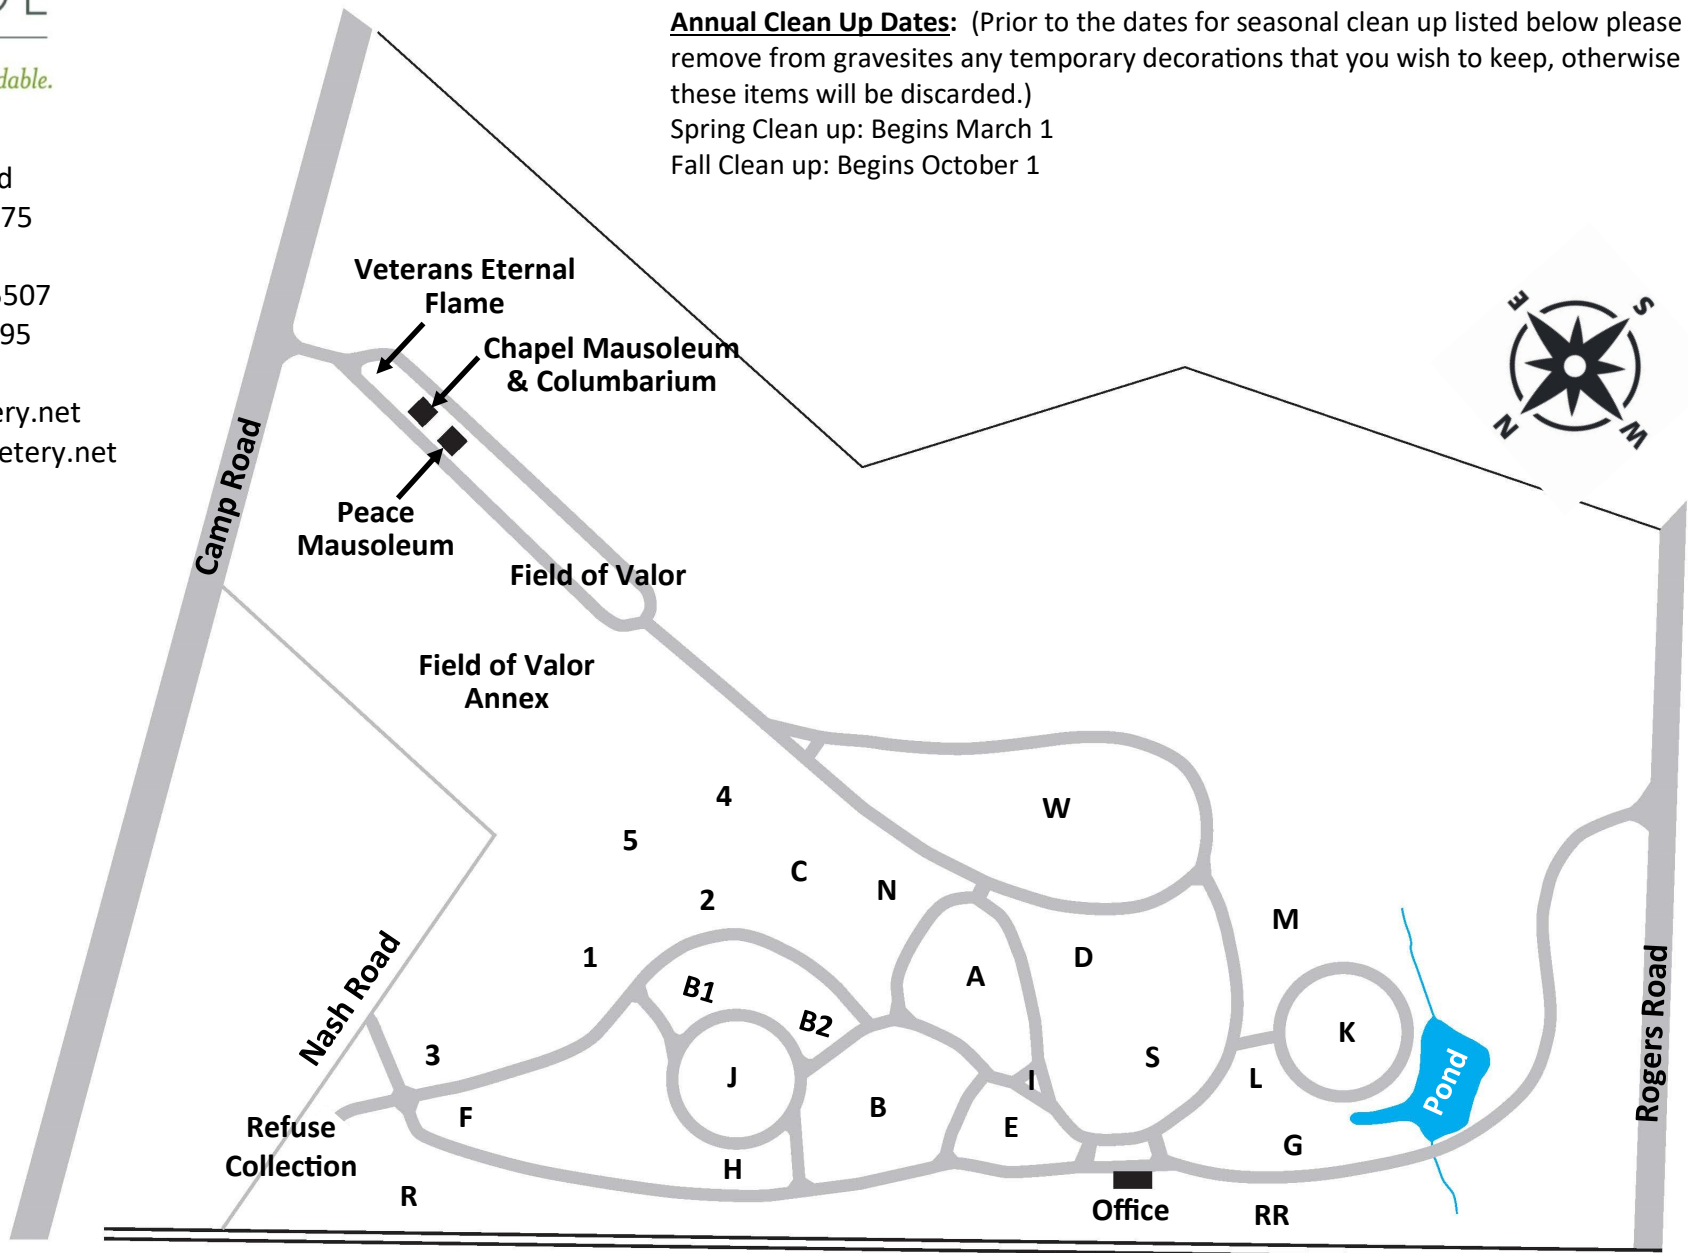 dable.
d
75
507
95
ery.net
etery.net
Annual Clean Up Dates: (Prior to the dates for seasonal clean up listed below please
remove from gravesites any temporary decorations that you wish to keep, otherwise
these items will be discarded.)
Spring Clean up: Begins March 1
Fall Clean up: Begins October 1
Veterans Eternal
Flame
Chapel Mausoleum
& Columbarium
E
S
N
W
Camp Road
Peace
Mausoleum
Field of Valor
Field of Valor
Annex
4
W
5
C
N
2
M
1
A
D
B1
B2
Nash Road
K
3
J
S
I
L
Pond
Rogers Road
F
B
E
Refuse
Collection
G
H
R
Office
RR